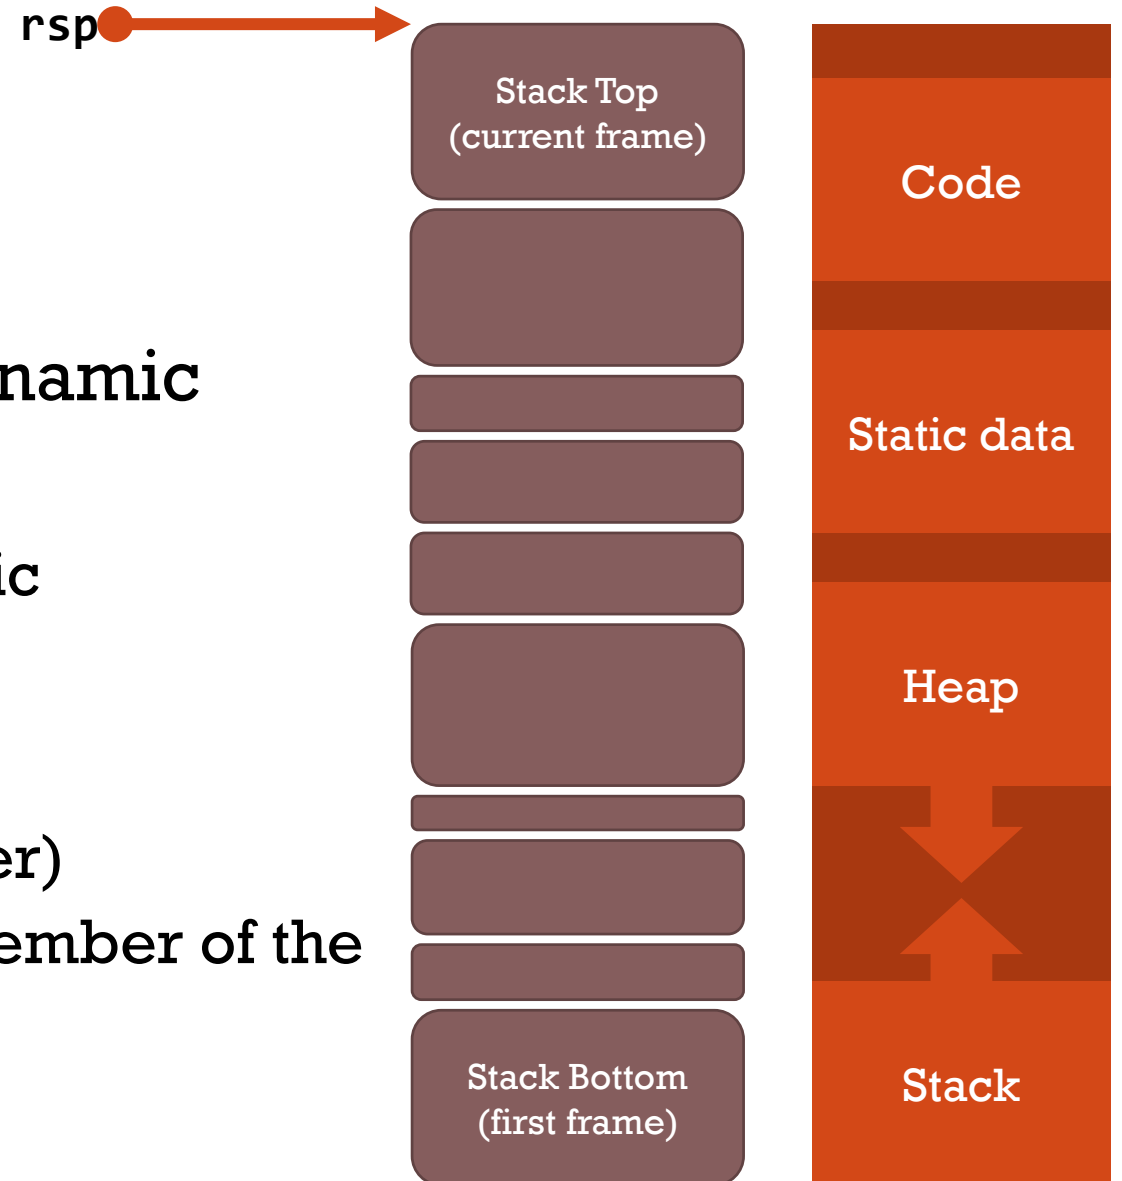 rsp
Stack Top
(current frame)
Code
namic
Static data
ic
Heap
er)
ember of the
Stack Bottom
(first frame)
Stack